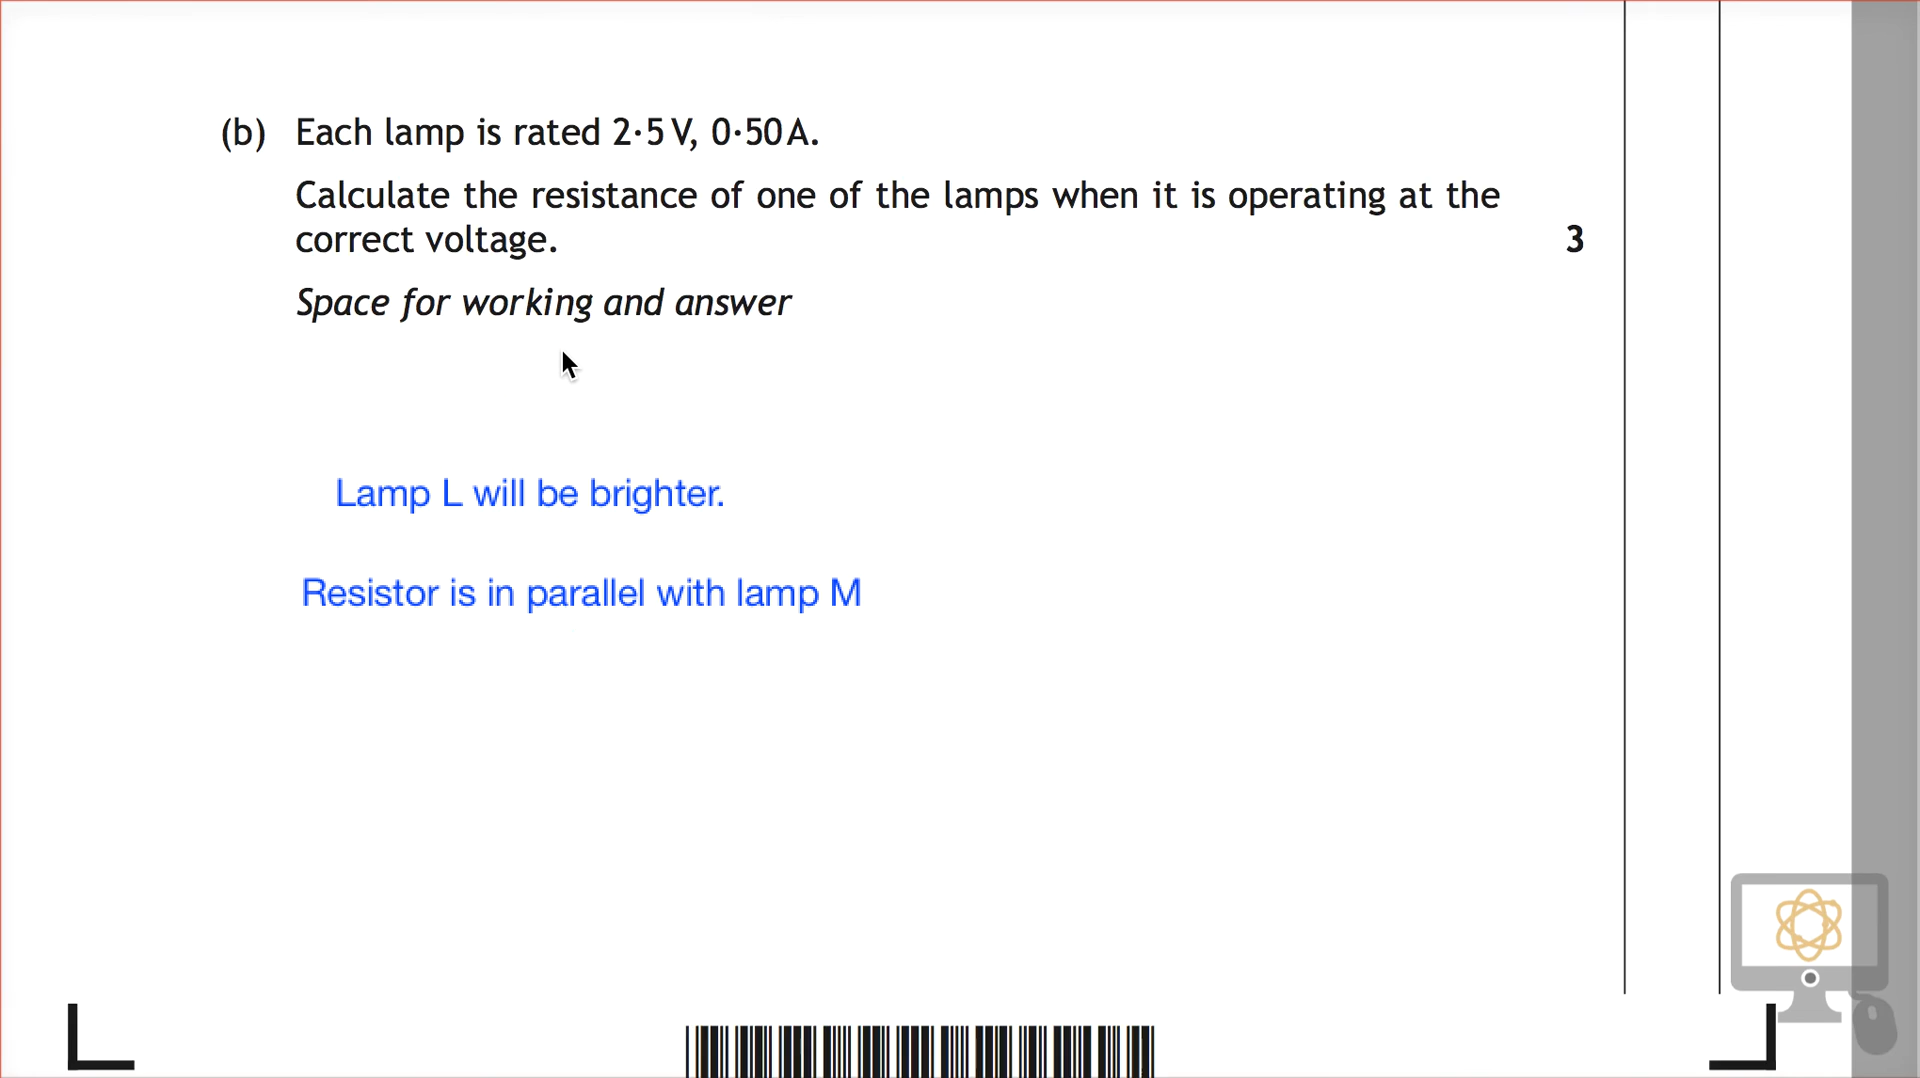 (b) Each lamp is rated 2·5 V, 0·50 A.
Calculate the resistance of one of the lamps when it is operating at the
correct voltage.
3
Space for working and answer
Lamp L will be brighter.
Resistor is in parallel with lamp M